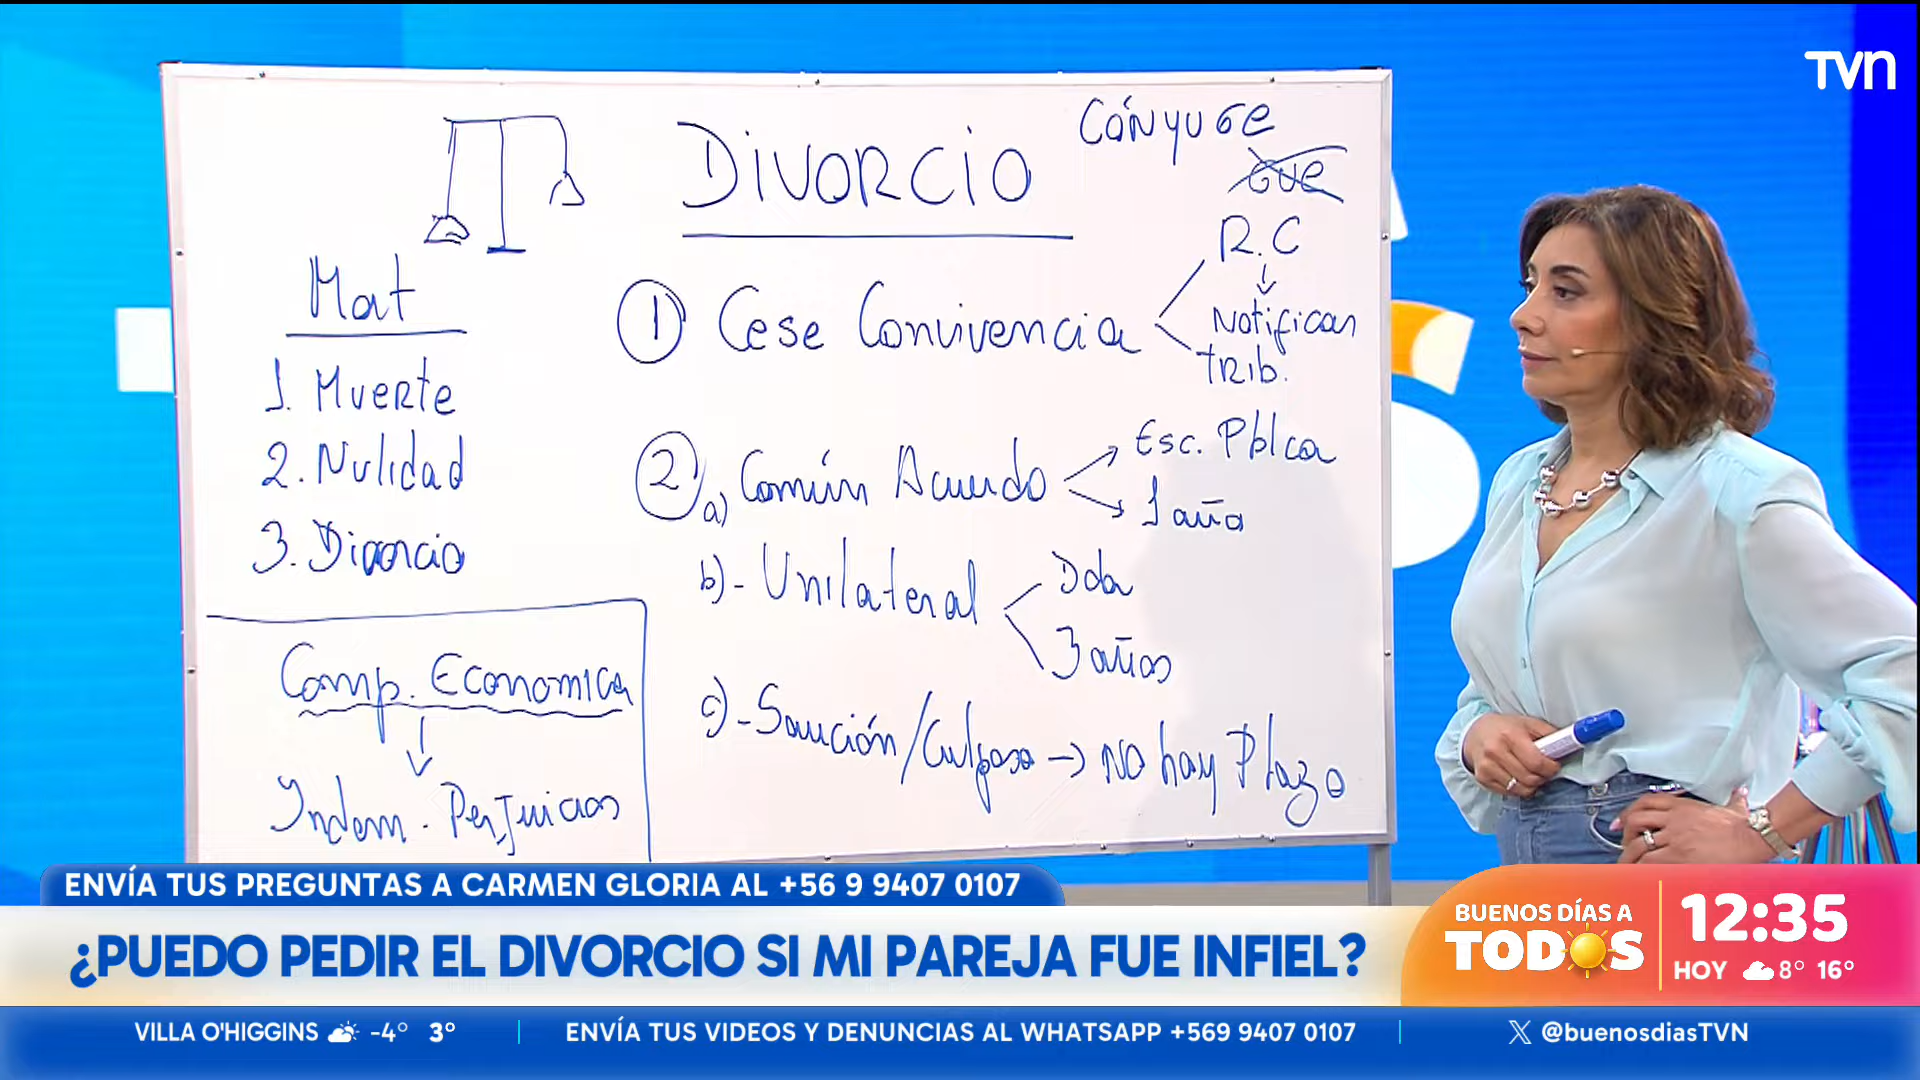 TVN
DIVORCIO
CÓNYUGE
EUE
R.C
Notifican
trib.
Mat
1. Muerte
2. Nulidad
3. Divorcio
1 Cese Convivencia
2 a) Común Acuerdo
Esc. Pblca
1 año
b)- Unilateral
Dda
3 años
c)- Sanción/Culposo → No hay Plazo
Comp. Economica
Indem. Perjuicios
ENVÍA TUS PREGUNTAS A CARMEN GLORIA AL +56 9 9407 0107
¿PUEDO PEDIR EL DIVORCIO SI MI PAREJA FUE INFIEL?
BUENOS DÍAS A
TODOS
12:35
HOY 8° 16°
VILLA O'HIGGINS -4° 3°
ENVÍA TUS VIDEOS Y DENUNCIAS AL WHATSAPP +569 9407 0107
@buenosdiasTVN